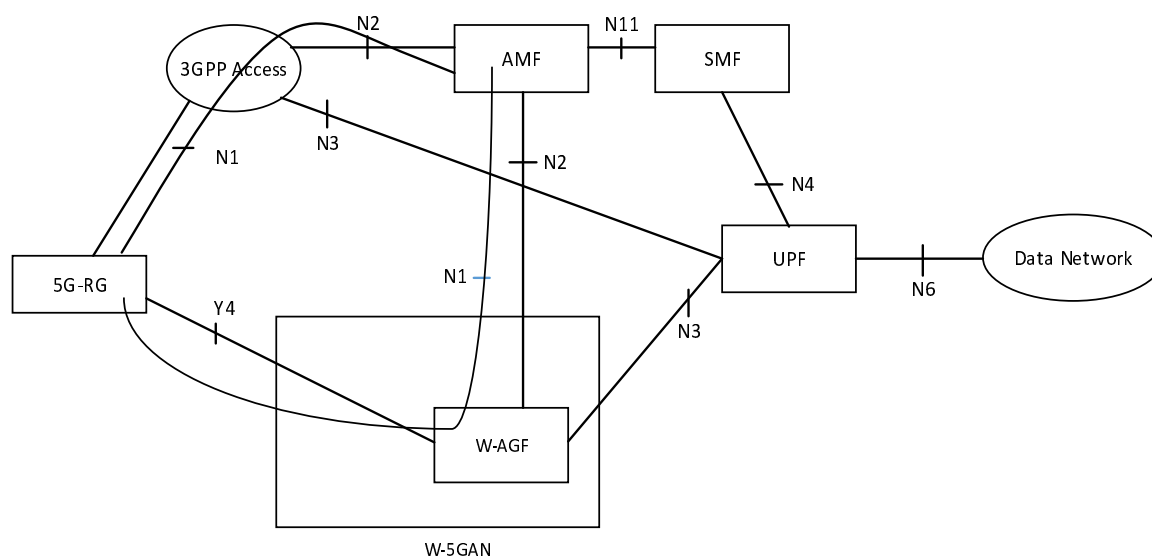 N2
N11
3GPP Access
AMF
SMF
N3
N1
N2
N4
5G-RG
N1
UPF
Data Network
N6
Y4
N3
W-AGF
W-5GAN